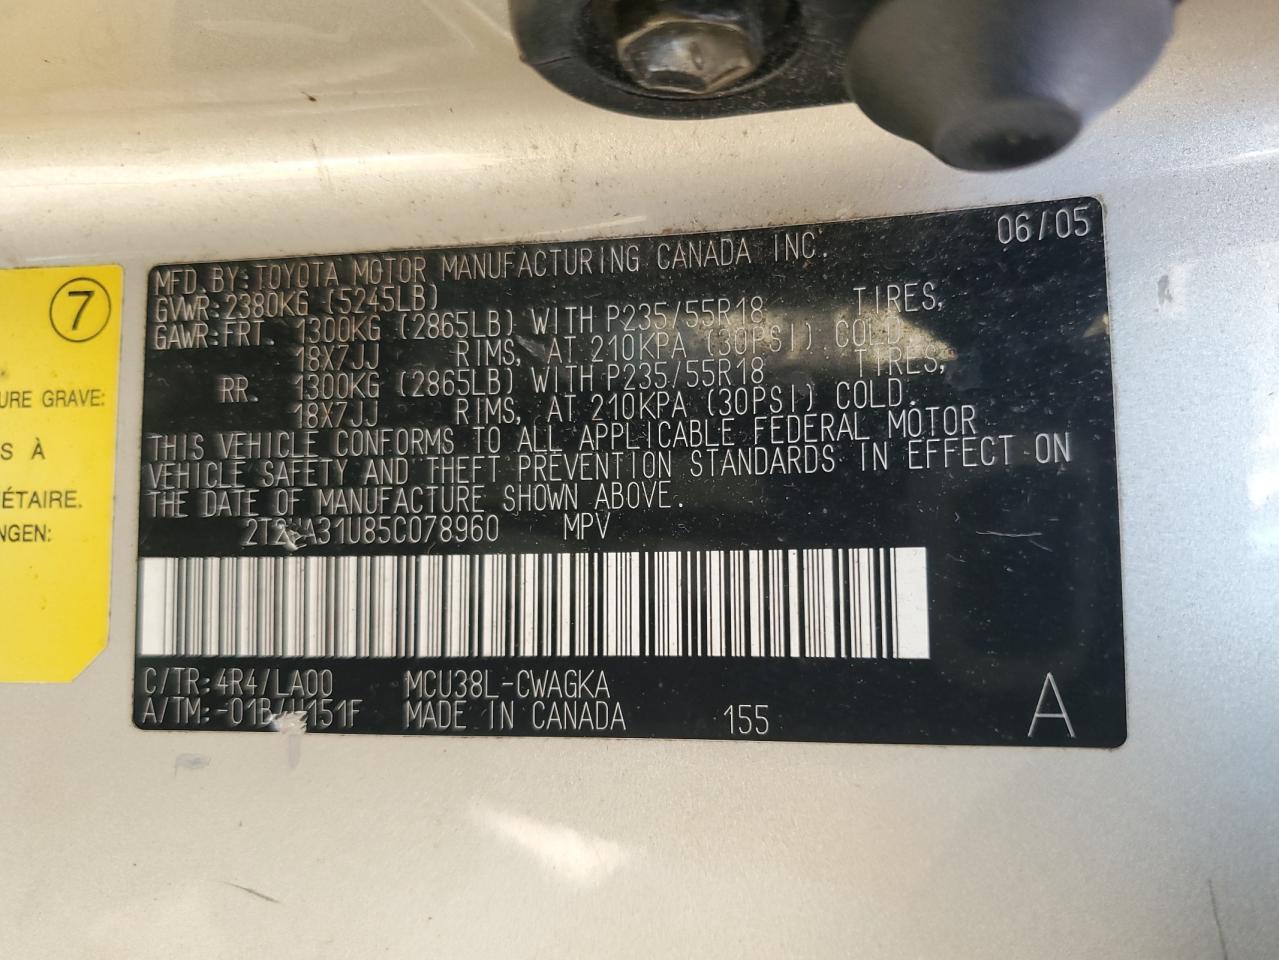 7
URE GRAVE:
S À
ÉTAIRE.
NGEN:
06/05
MFD.BY:TOYOTA MOTOR MANUFACTURING CANADA INC.
GVWR:2380KG (5245LB)
GAWR:FRT. 1300KG (2865LB) WITH P235/55R18 TIRES,
18X7JJ RIMS, AT 210KPA (30PSI) COLD.
RR. 1300KG (2865LB) WITH P235/55R18 TIRES,
18X7JJ RIMS, AT 210KPA (30PSI) COLD.
THIS VEHICLE CONFORMS TO ALL APPLICABLE FEDERAL MOTOR
VEHICLE SAFETY AND THEFT PREVENTION STANDARDS IN EFFECT ON
THE DATE OF MANUFACTURE SHOWN ABOVE.
MPV
C/TR:4R4/LA00 MCU38L-CWAGKA
A/TM: MADE IN CANADA 155
A